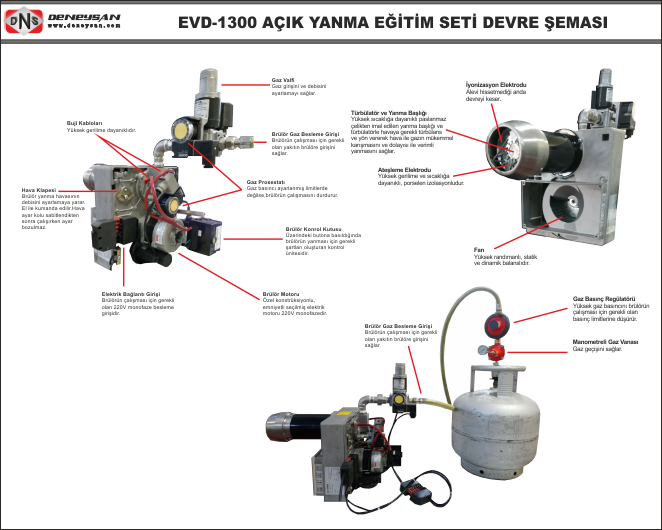 DNS
DENEYSAN
www.deneysan.com
EVD-1300 AÇIK YANMA EĞİTİM SETİ DEVRE ŞEMASI
Gaz Valfi
Gaz girişini ve debisini
ayarlamayı sağlar.
Buji Kabloları
Yüksek gerilime dayanıklıdır.
Brülör Gaz Besleme Girişi
Brülörün çalışması için gerekli
olan yakıtın brülöre girişini
sağlar.
Gaz Prosestatı
Gaz basıncı ayarlanmış limitlerde
değilse,brülörün çalışmasını durdurur.
Hava Klapesi
Brülör yanma havasının
debisini ayarlamaya yarar.
El ile kumanda edilir.Hava
ayar kolu sabitlendikten
sonra çalışırken ayar
bozulmaz.
Brülör Konrol Kutusu
Üzerindeki butona basıldığında
brülörün yanması için gerekli
şartları oluşturan kontrol
ünitesidir.
Elektrik Bağlantı Girişi
Brülörün çalışması için gerekli
olan 220V monofaze besleme
girişidir.
Brülör Motoru
Özel konstrüksiyonlu,
emniyetli seçilmiş elektrik
motoru 220V monofazedir.
İyonizasyon Elektrodu
Alevi hissetmediği anda
devreyi keser.
Türbülatör ve Yanma Başlığı
Yüksek sıcaklığa dayanıklı paslanmaz
çelikten imal edilen yanma başlığı ve
türbülatörle havaya gerekli türbülans
ve yön vererek hava ile gazın mükemmel
karışmasını ve dolayısı ile verimli
yanmasını sağlar.
Ateşleme Elektrodu
Yüksek gerilime ve sıcaklığa
dayanıklı, porselen izolasyonludur.
Fan
Yüksek randımanlı, statik
ve dinamik balanslıdır.
Brülör Gaz Besleme Girişi
Brülörün çalışması için gerekli
olan yakıtın brülöre girişini
sağlar.
Gaz Basınç Regülatörü
Yüksek gaz basıncını brülörün
çalışması için gerekli olan
basınç limitlerine düşürür.
Manometreli Gaz Vanası
Gaz geçişini sağlar.